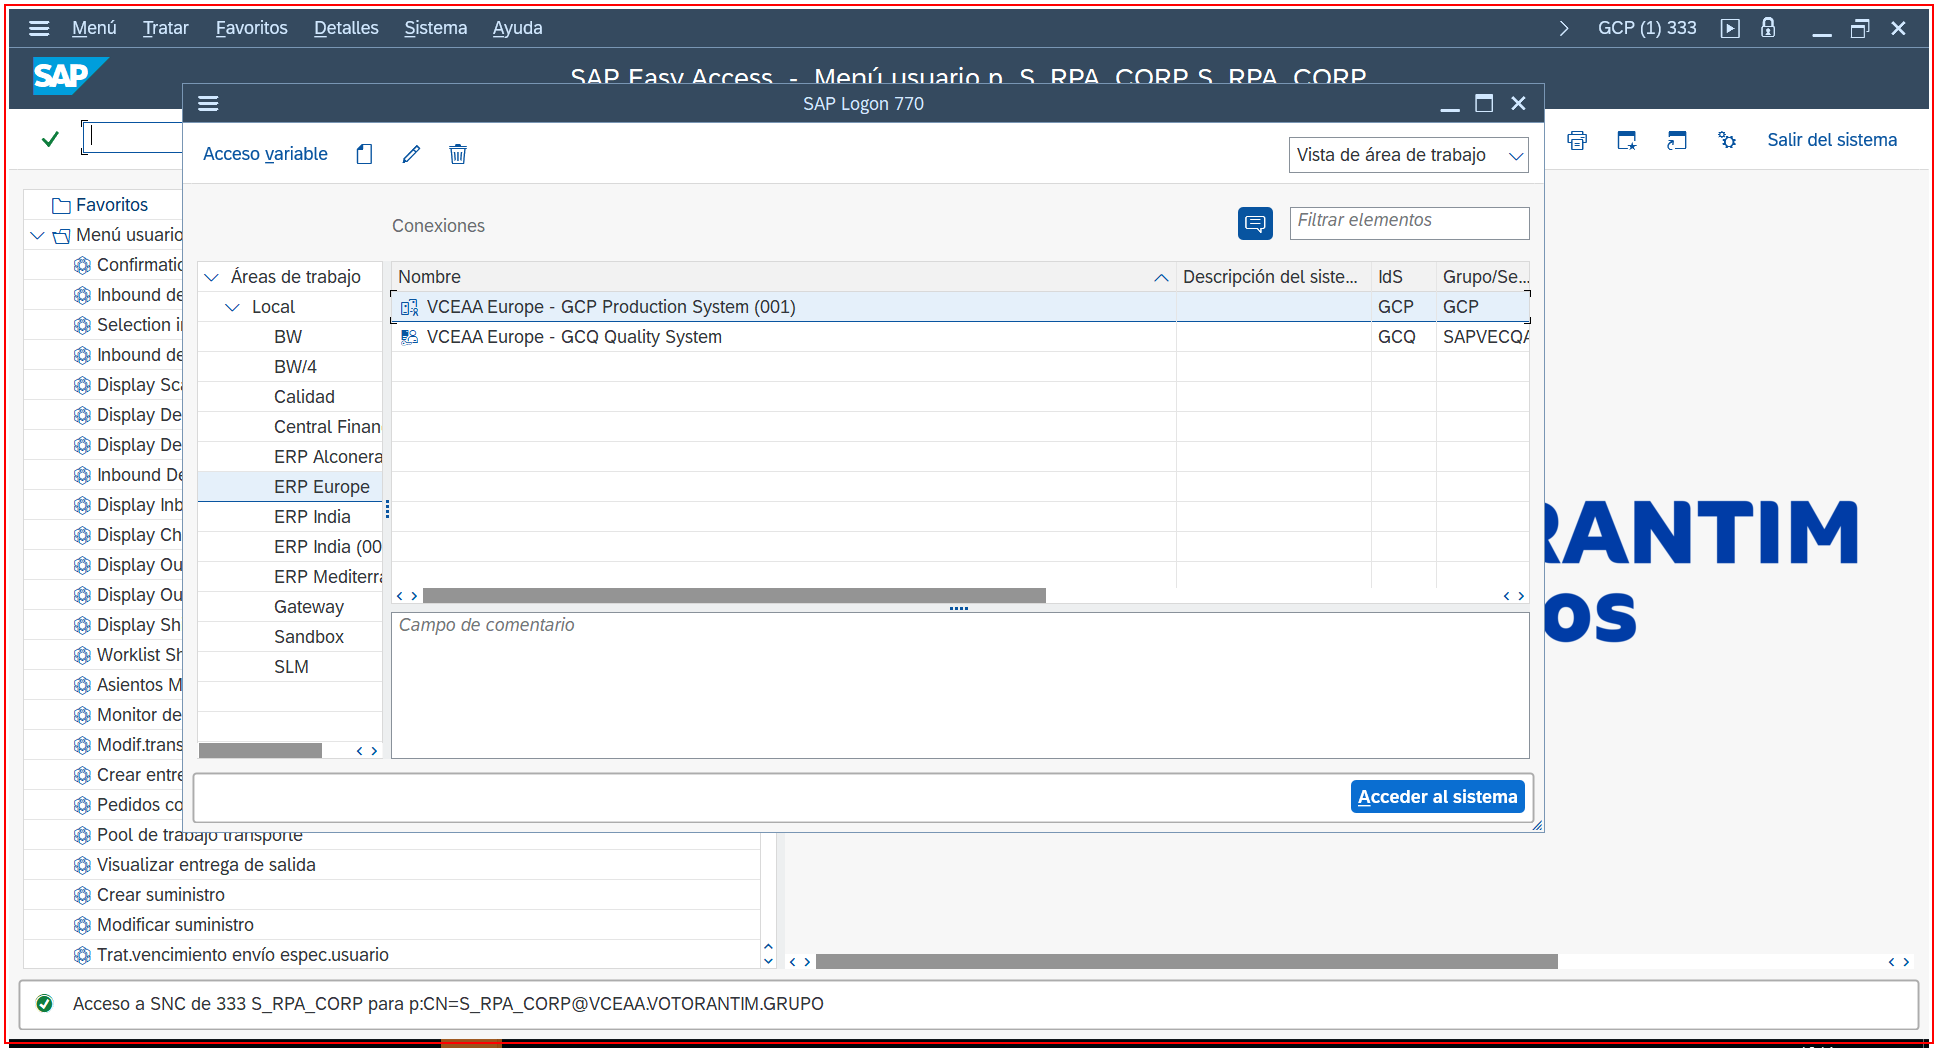 Menú Tratar Favoritos Detalles Sistema Ayuda GCP (1) 333
SAP SAP Easy Access - Menú usuario p. S_RPA_CORP S_RPA_CORP
SAP Logon 770
Salir del sistema
Acceso variable Vista de área de trabajo
Conexiones Filtrar elementos
Favoritos
Menú usuario
Confirmatio
Inbound de
Selection i
Inbound de
Display Sca
Display De
Display De
Inbound De
Display Inb
Display Ch
Display Ou
Display Ou
Display Sh
Worklist Sh
Asientos M
Monitor de
Modif.trans
Crear entre
Pedidos co
Pool de trabajo transporte
Visualizar entrega de salida
Crear suministro
Modificar suministro
Trat.vencimiento envío espec.usuario
Áreas de trabajo
Local
BW
BW/4
Calidad
Central Finan
ERP Alconera
ERP Europe
ERP India
ERP India (00
ERP Mediterra
Gateway
Sandbox
SLM
Nombre Descripción del siste... IdS Grupo/Se...
VCEAA Europe - GCP Production System (001) GCP GCP
VCEAA Europe - GCQ Quality System GCQ SAPVECQA
Campo de comentario
Acceder al sistema
RANTIM
os
Acceso a SNC de 333 S_RPA_CORP para p:CN=S_RPA_CORP@VCEAA.VOTORANTIM.GRUPO